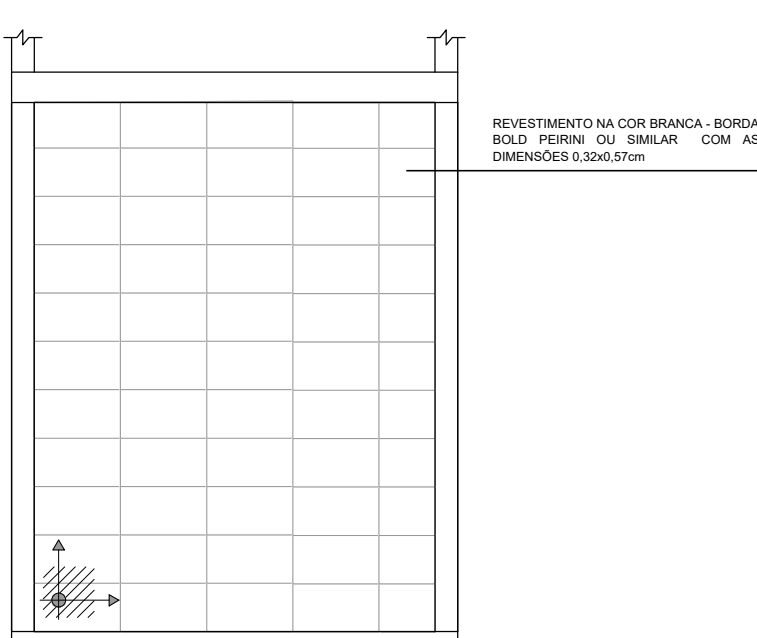 REVESTIMENTO NA COR BRANCA - BORDA
BOLD PEIRINI OU SIMILAR COM AS
DIMENSÕES 0,32x0,57cm